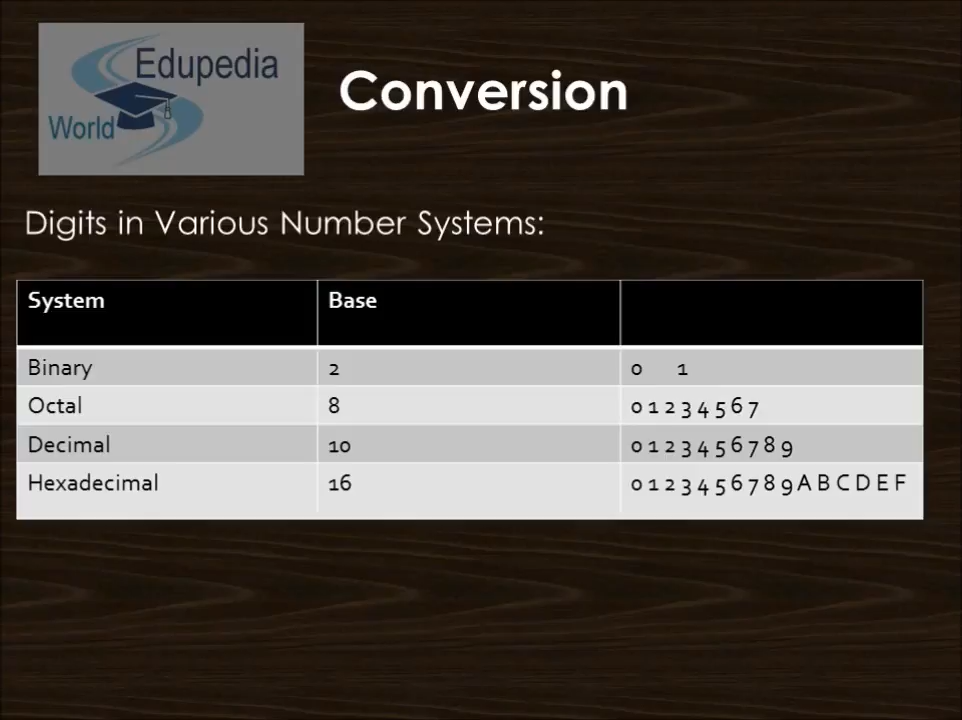 Edupedia
World
Conversion
Digits in Various Number Systems:
System Base
Binary 2 0 1
Octal 8 0 1 2 3 4 5 6 7
Decimal 10 0 1 2 3 4 5 6 7 8 9
Hexadecimal 16 0 1 2 3 4 5 6 7 8 9 A B C D E F